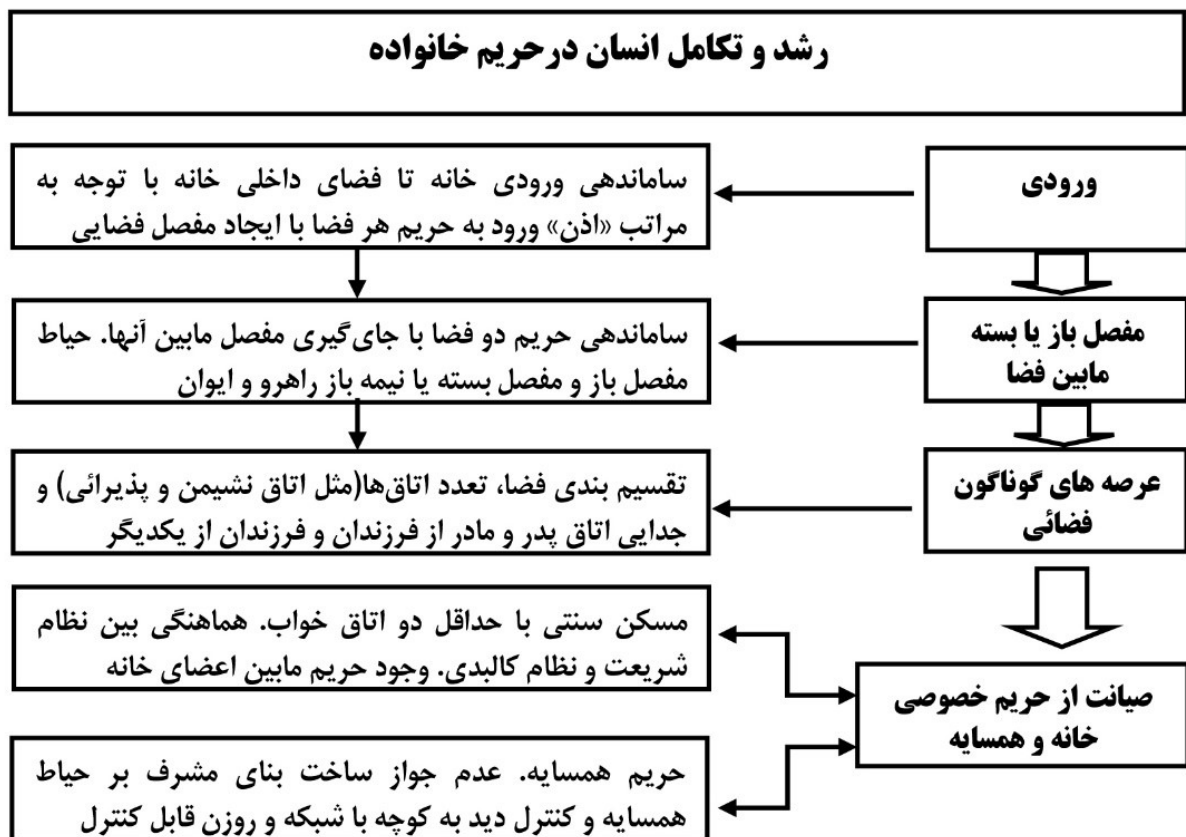 رشد و تکامل انسان درحریم خانواده
ورودی
ساماندهی ورودی خانه تا فضای داخلی خانه با توجه به
مراتب «اذن» ورود به حریم هر فضا با ایجاد مفصل فضایی
مفصل باز یا بسته
مابین فضا
ساماندهی حریم دو فضا با جای‌گیری مفصل مابین آنها. حیاط
مفصل باز و مفصل بسته یا نیمه باز راهرو و ایوان
عرصه های گوناگون
فضائی
تقسیم بندی فضا، تعدد اتاق‌ها(مثل اتاق نشیمن و پذیرائی) و
جدایی اتاق پدر و مادر از فرزندان و فرزندان از یکدیگر
صیانت از حریم خصوصی
خانه و همسایه
مسکن سنتی با حداقل دو اتاق خواب. هماهنگی بین نظام
شریعت و نظام کالبدی. وجود حریم مابین اعضای خانه
حریم همسایه. عدم جواز ساخت بنای مشرف بر حیاط
همسایه و کنترل دید به کوچه با شبکه و روزن قابل کنترل